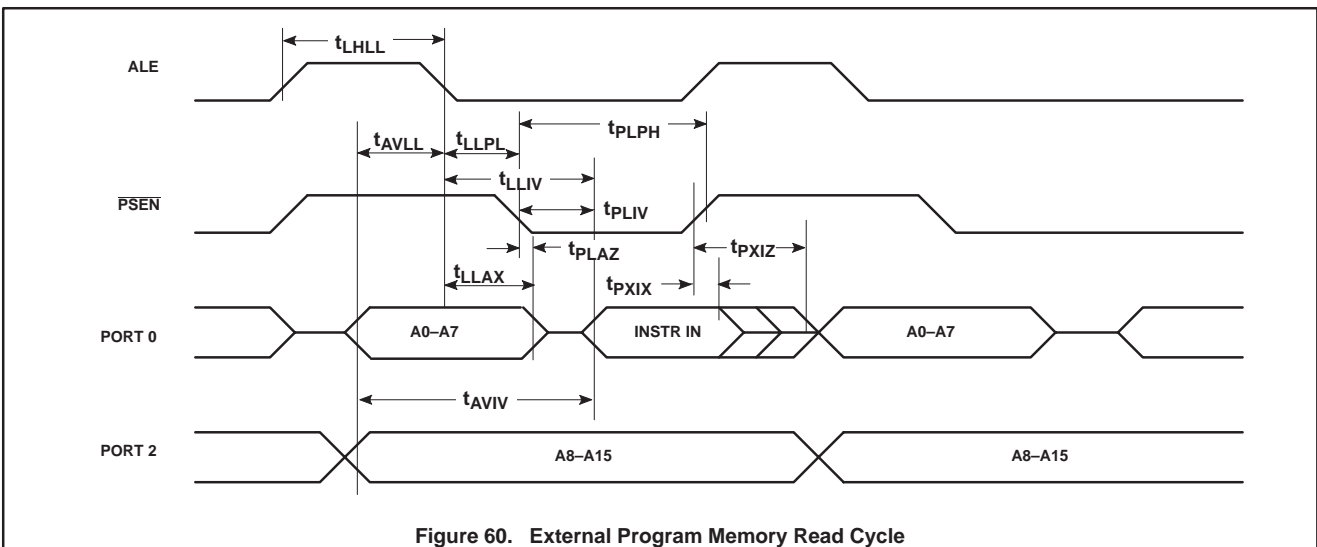 tLHLL
ALE
tPLPH
tAVLL
tLLPL
tLLIV
PSEN
tPLIV
tPLAZ
tPXIZ
tLLAX
tPXIX
PORT 0
A0–A7
INSTR IN
A0–A7
tAVIV
PORT 2
A8–A15
A8–A15
Figure 60. External Program Memory Read Cycle